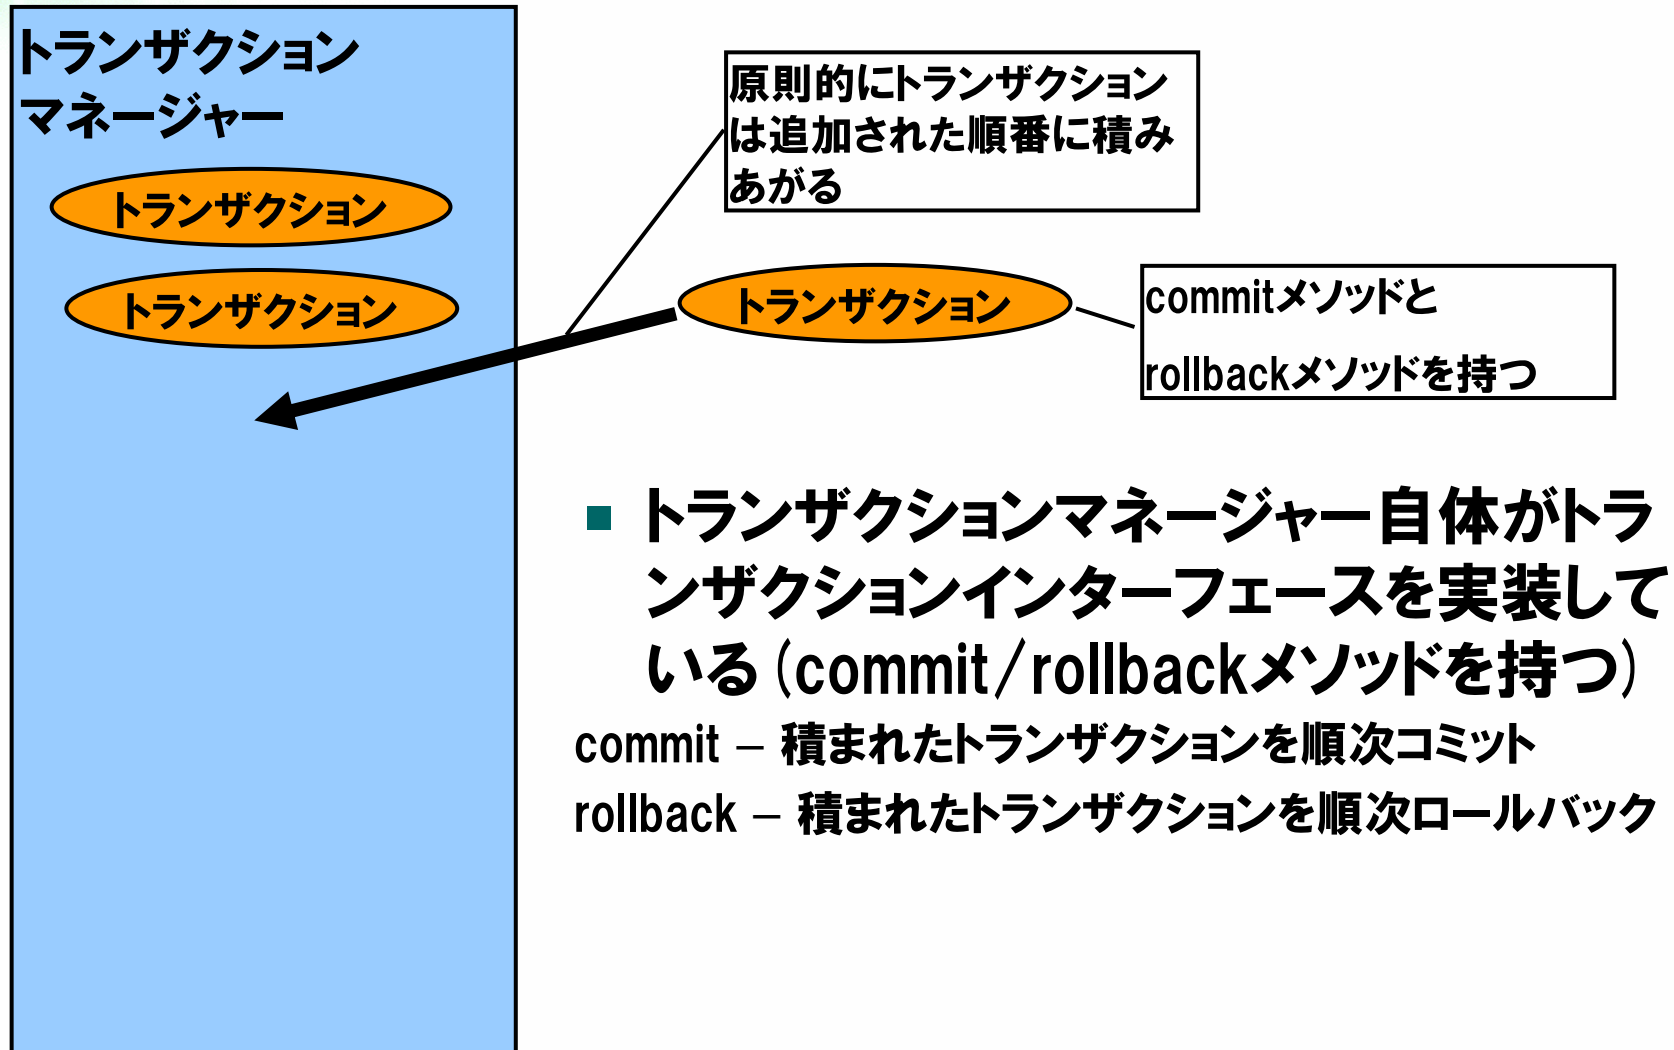 トランザクション
マネージャー
トランザクション
トランザクション
原則的にトランザクション
は追加された順番に積み
あがる
トランザクション
commitメソッドと
rollbackメソッドを持つ
■ トランザクションマネージャー自体がトラ
ンザクションインターフェースを実装して
いる(commit/rollbackメソッドを持つ)
commit – 積まれたトランザクションを順次コミット
rollback – 積まれたトランザクションを順次ロールバック